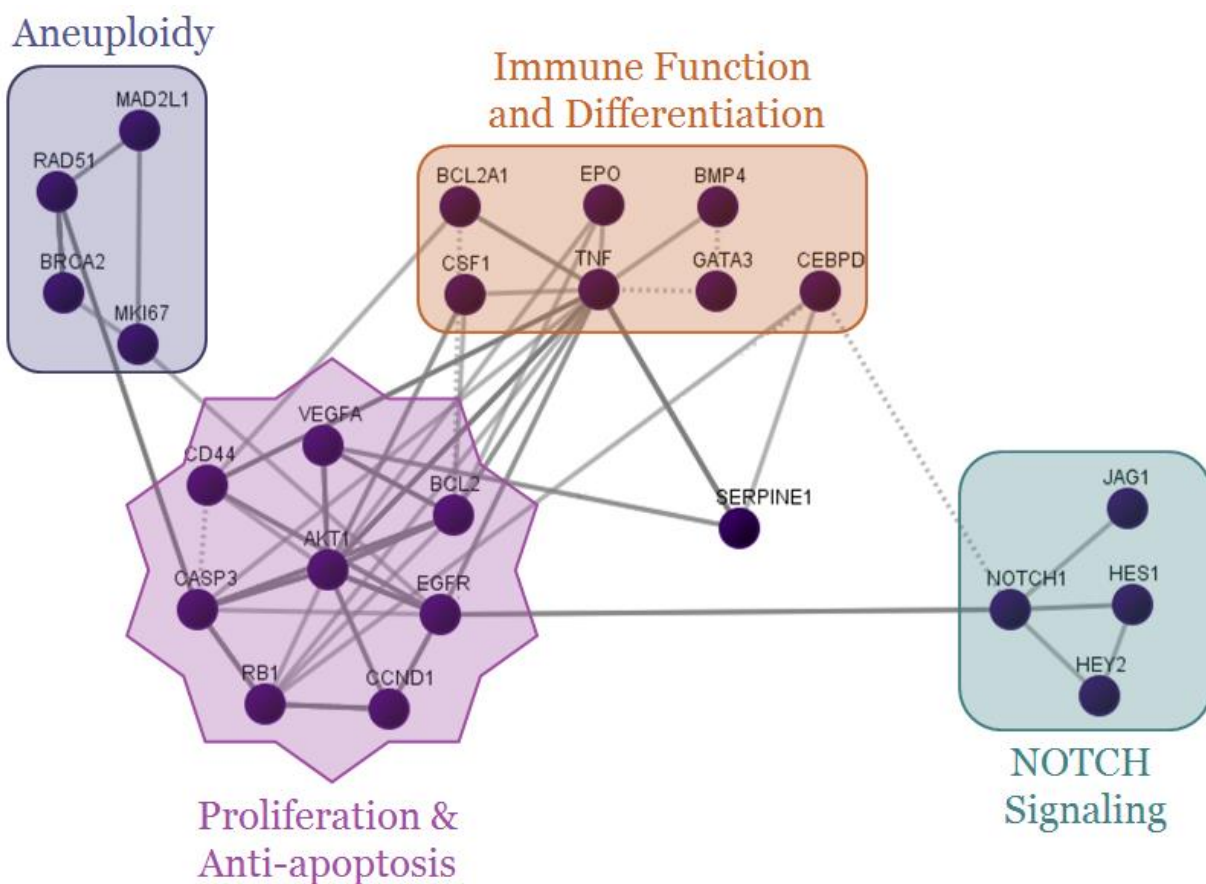 Aneuploidy
MAD2L1
RAD51
BRCA2
MKI67
Immune Function
and Differentiation
BCL2A1
EPO
BMP4
CSF1
TNF
GATA3
CEBPD
VEGFA
CD44
BCL2
AKT1
CASP3
EGFR
RB1
CCND1
Proliferation &
Anti-apoptosis
SERPINE1
JAG1
NOTCH1
HES1
HEY2
NOTCH
Signaling